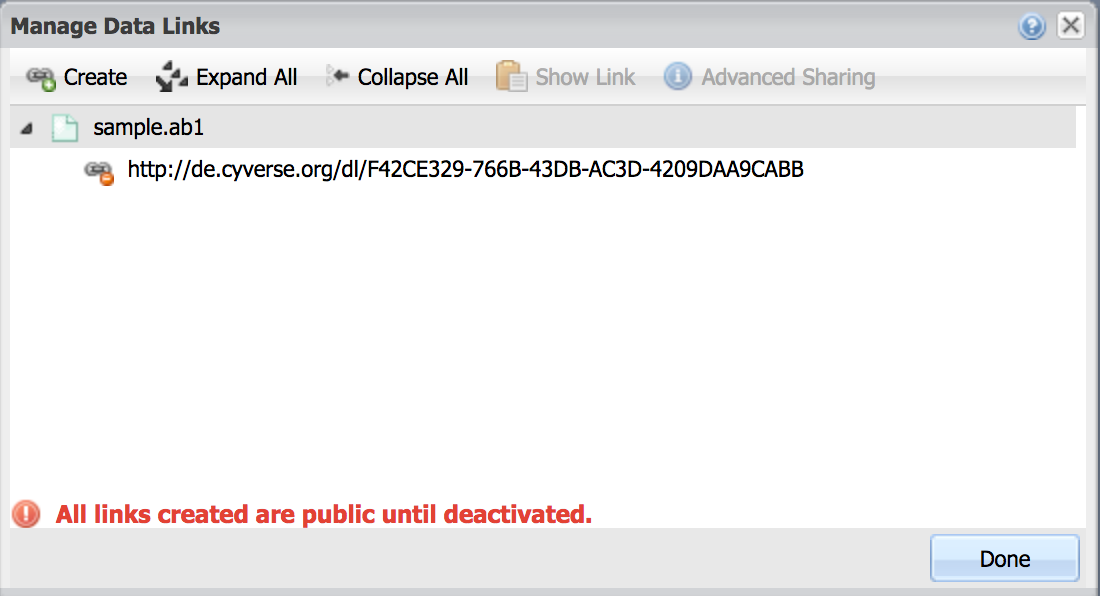 Manage Data Links
Create Expand All Collapse All Show Link Advanced Sharing
sample.ab1
http://de.cyverse.org/dl/F42CE329-766B-43DB-AC3D-4209DAA9CABB
All links created are public until deactivated.
Done